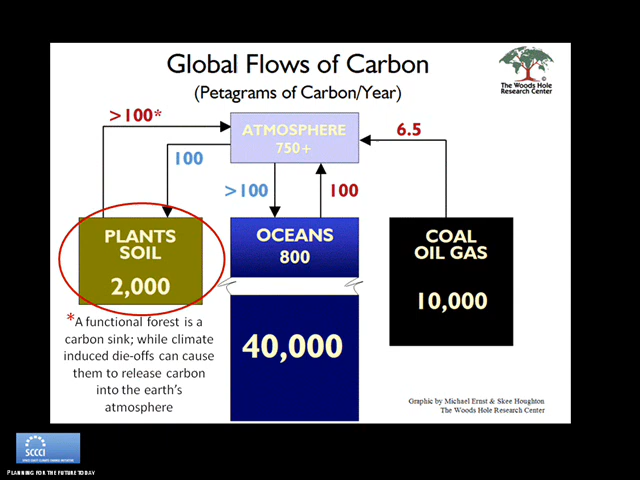 Global Flows of Carbon
(Petagrams of Carbon/Year)
The Woods Hole
Research Center
©
>100*
ATMOSPHERE
750+
6.5
100
>100
100
PLANTS
SOIL
2,000
OCEANS
800
COAL
OIL GAS
10,000
40,000
*A functional forest is a
carbon sink; while climate
induced die-offs can cause
them to release carbon
into the earth's
atmosphere
Graphic by Michael Ernst & Skee Houghton
The Woods Hole Research Center
SCCCI
PLANNING FOR THE FUTURE TODAY